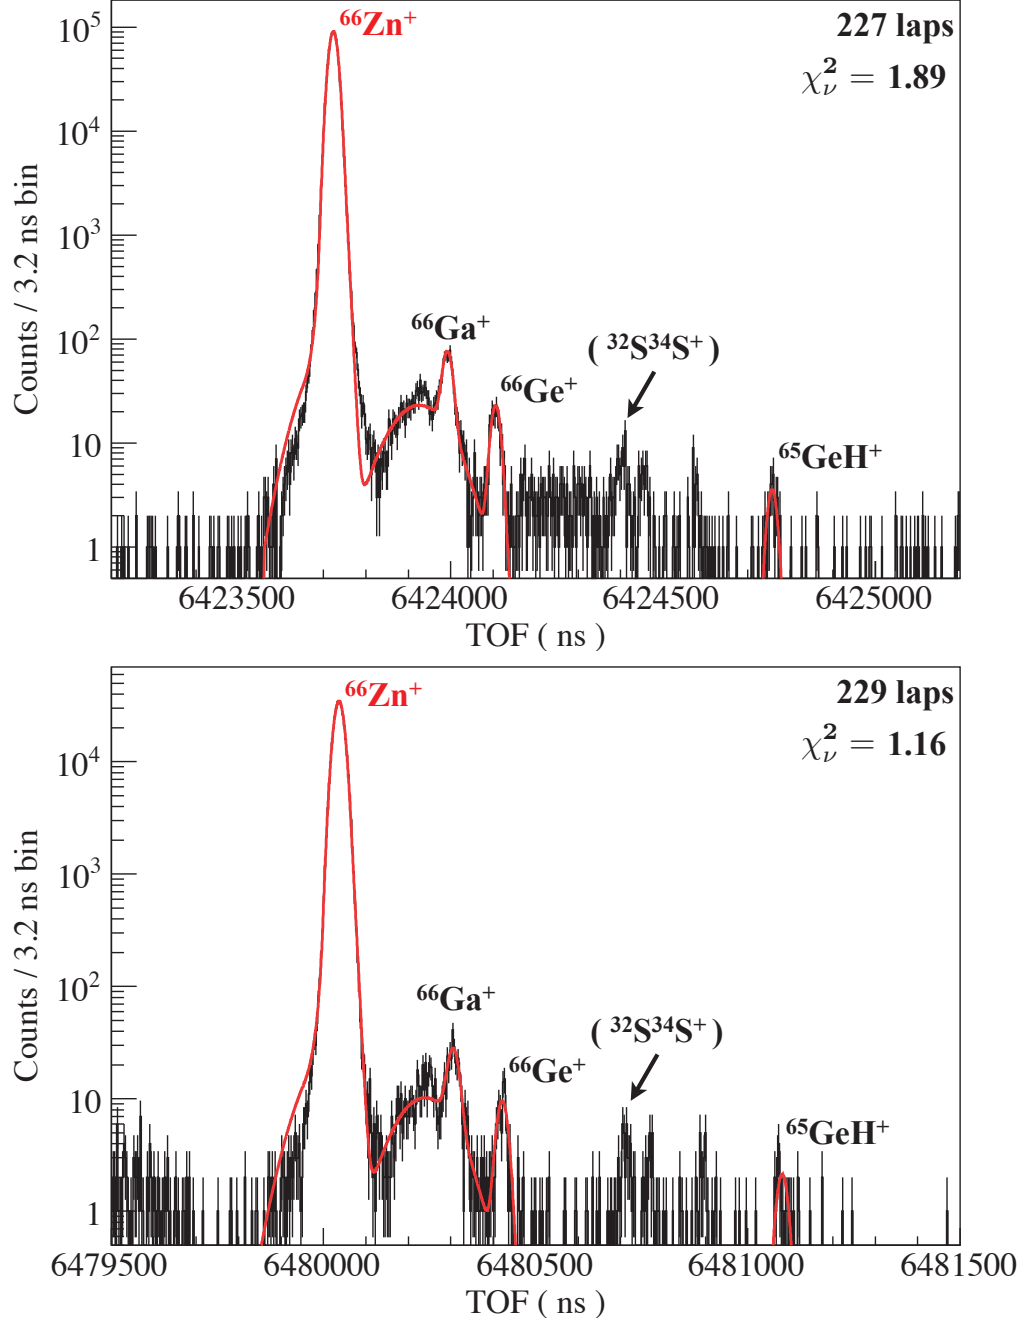 ⁶⁶Zn⁺
227 laps
χ²ᵥ = 1.89
⁶⁶Ga⁺
(³²S³⁴S⁺)
⁶⁶Ge⁺
⁶⁵GeH⁺
10⁵
10⁴
10³
10²
10
1
Counts / 3.2 ns bin
6423500 6424000 6424500 6425000
TOF ( ns )
⁶⁶Zn⁺
229 laps
χ²ᵥ = 1.16
⁶⁶Ga⁺
(³²S³⁴S⁺)
⁶⁶Ge⁺
⁶⁵GeH⁺
10⁴
10³
10²
10
1
Counts / 3.2 ns bin
6479500 6480000 6480500 6481000 6481500
TOF ( ns )